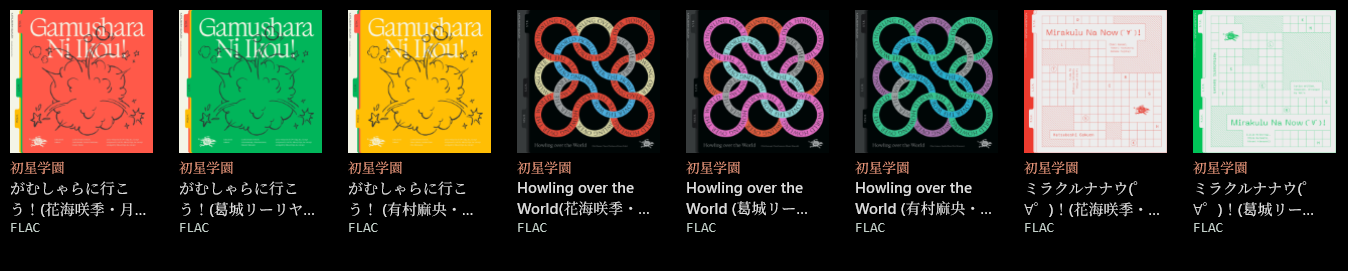 Gamushara
Ni Ikou!
初星学園
がむしゃらに行こ
う！(花海咲季・月...
FLAC
Gamushara
Ni Ikou!
初星学園
がむしゃらに行こ
う！(葛城リーリヤ...
FLAC
Gamushara
Ni Ikou!
初星学園
がむしゃらに行こ
う！ (有村麻央・...
FLAC
Howling over the World
初星学園
Howling over the
World(花海咲季・...
FLAC
Howling over the World
初星学園
Howling over the
World (葛城リー...
FLAC
Howling over the World
初星学園
Howling over the
World (有村麻央・...
FLAC
Mirakulu Na Now (゜∀゜)!
初星学園
ミラクルナナウ(゜
∀゜)！(花海咲季・...
FLAC
Mirakulu Na Now (゜∀゜)!
初星学園
ミラクルナナウ(゜
∀゜)！(葛城リー...
FLAC